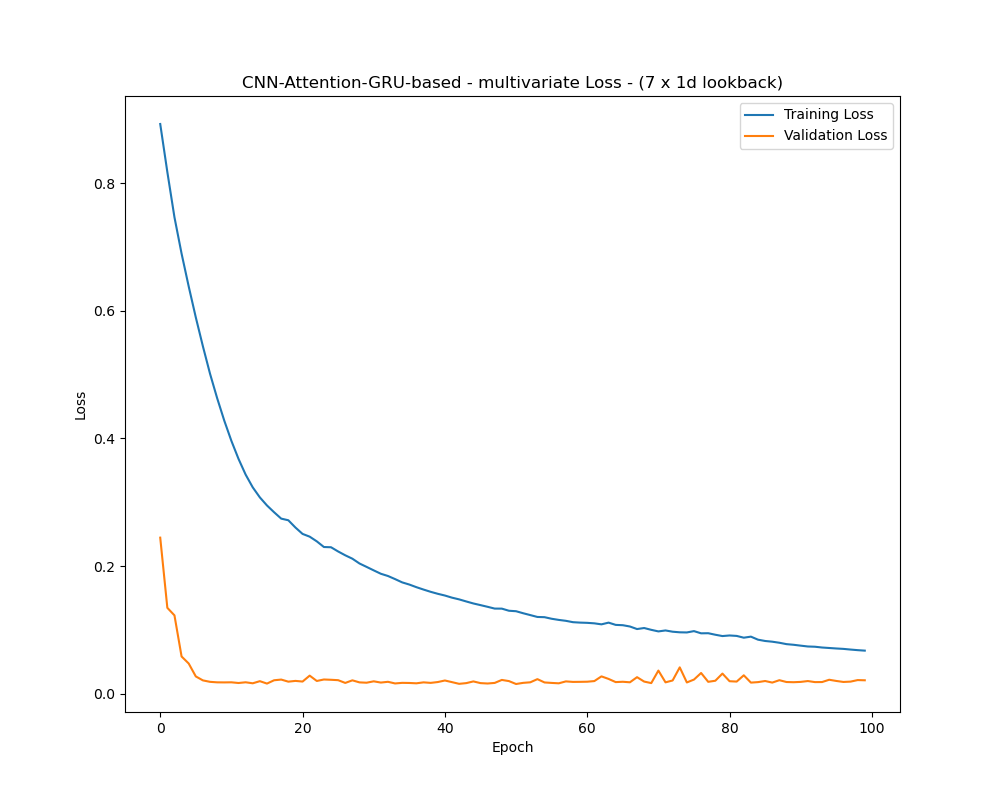 CNN-Attention-GRU-based - multivariate Loss - (7 x 1d lookback)
Training Loss
Validation Loss
Loss
0.8
0.6
0.4
0.2
0.0
0 20 40 60 80 100
Epoch